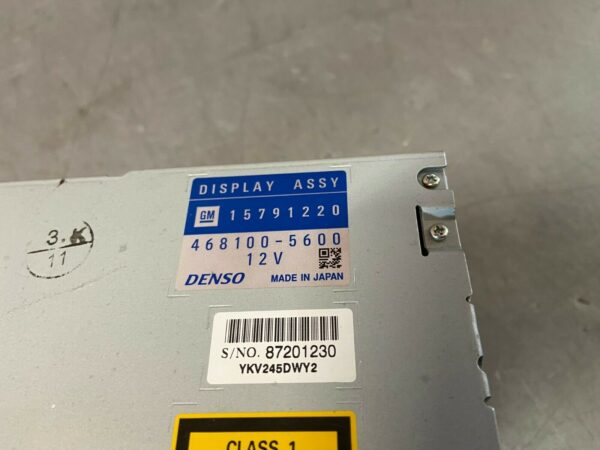 DISPLAY ASSY
GM 15791220
468100-5600
12V
DENSO MADE IN JAPAN
3.K
11
S/NO. 87201230
YKV245DWY2
CLASS 1